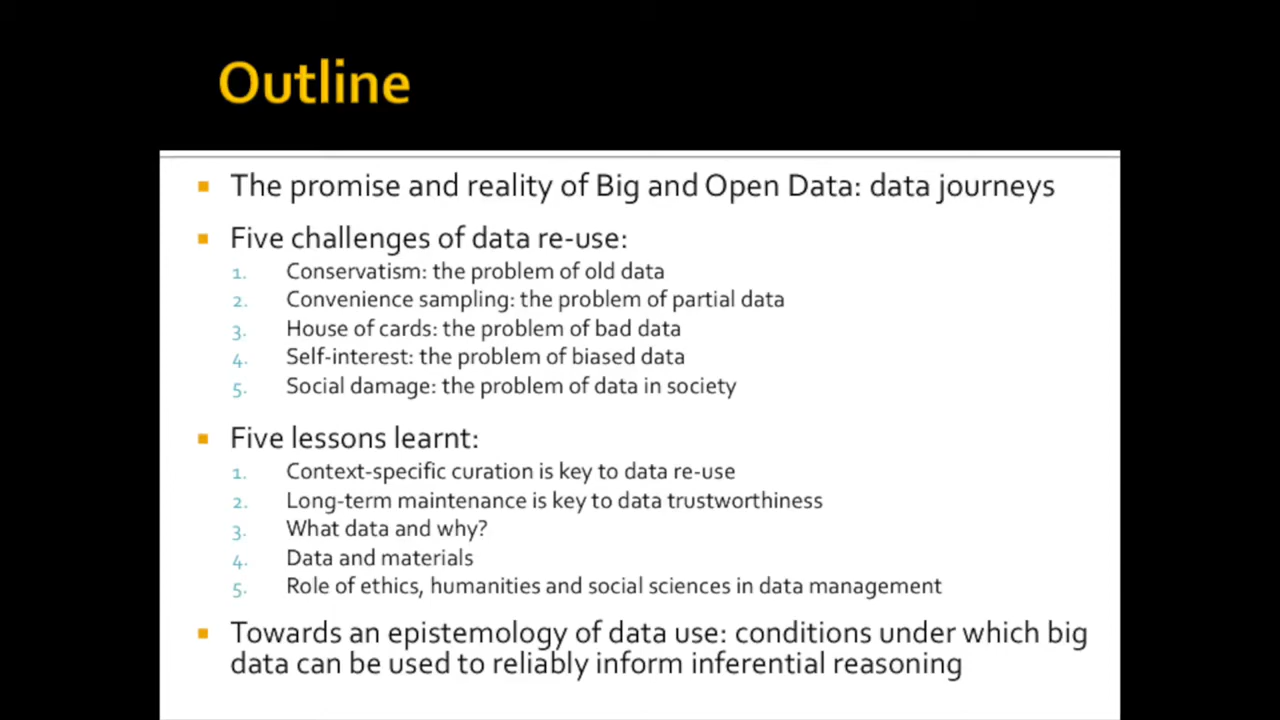 Outline
The promise and reality of Big and Open Data: data journeys
Five challenges of data re-use:
1. Conservatism: the problem of old data
2. Convenience sampling: the problem of partial data
3. House of cards: the problem of bad data
4. Self-interest: the problem of biased data
5. Social damage: the problem of data in society
Five lessons learnt:
1. Context-specific curation is key to data re-use
2. Long-term maintenance is key to data trustworthiness
3. What data and why?
4. Data and materials
5. Role of ethics, humanities and social sciences in data management
Towards an epistemology of data use: conditions under which big
data can be used to reliably inform inferential reasoning